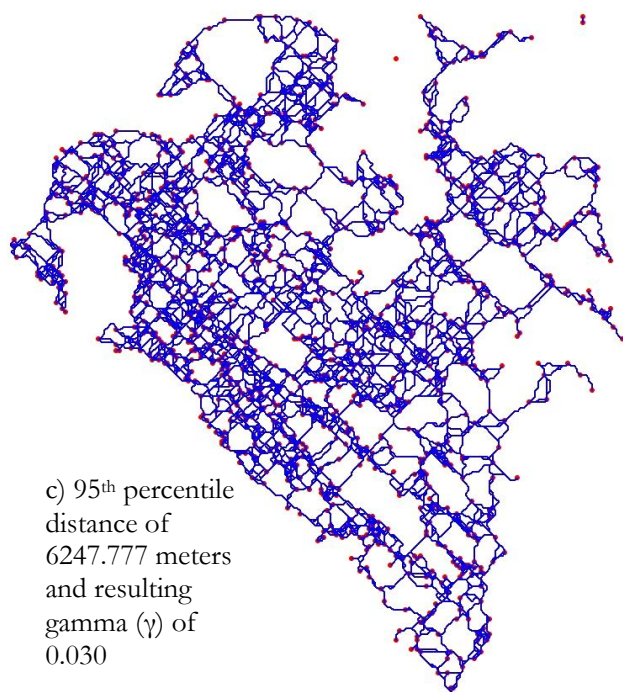 c) 95th percentile
distance of
6247.777 meters
and resulting
gamma (γ) of
0.030